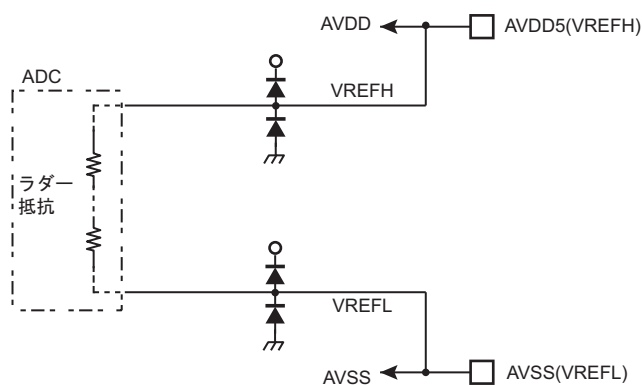 AVDD
AVDD5(VREFH)
ADC
VREFH
ラダー
抵抗
VREFL
AVSS
AVSS(VREFL)